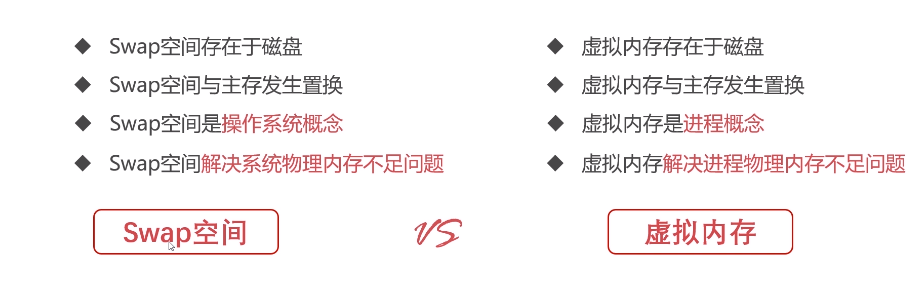 Swap空间存在于磁盘
Swap空间与主存发生置换
Swap空间是操作系统概念
Swap空间解决系统物理内存不足问题
Swap空间
VS
虚拟内存存在于磁盘
虚拟内存与主存发生置换
虚拟内存是进程概念
虚拟内存解决进程物理内存不足问题
虚拟内存